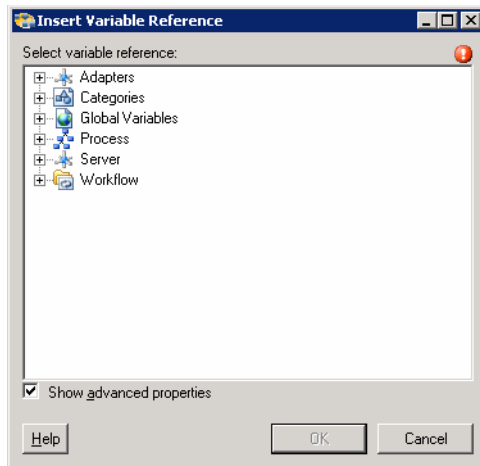 Insert Variable Reference
Select variable reference:
Adapters
Categories
Global Variables
Process
Server
Workflow
Show advanced properties
Help OK Cancel